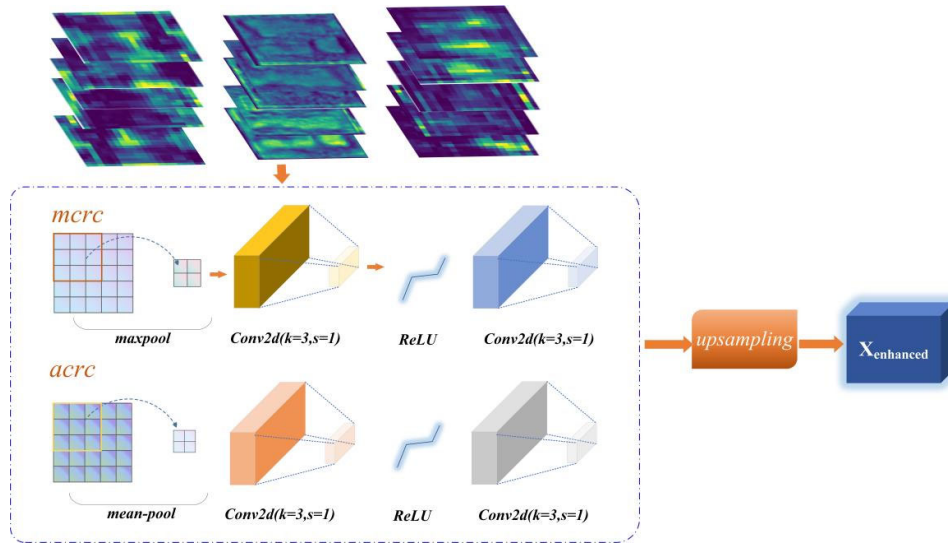 mcrc
maxpool
Conv2d(k=3,s=1)
ReLU
Conv2d(k=3,s=1)
acrc
mean-pool
Conv2d(k=3,s=1)
ReLU
Conv2d(k=3,s=1)
upsampling
Xenhanced